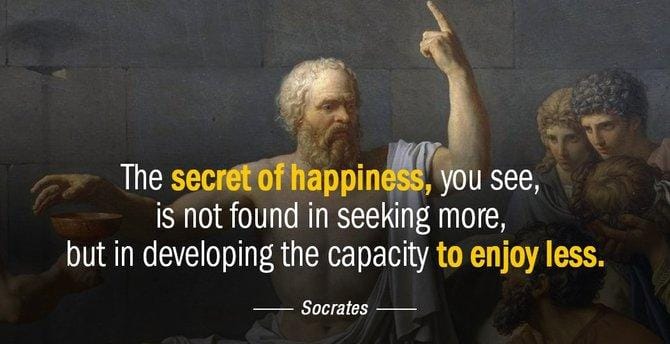 The secret of happiness, you see,
is not found in seeking more,
but in developing the capacity to enjoy less.
Socrates